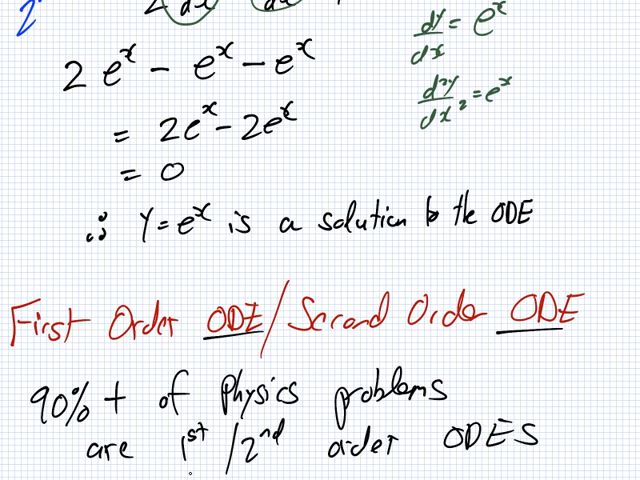 dy/dx = e^x
2e^x - e^x - e^x
d²y/dx² = e^x
= 2e^x - 2e^x
= 0
∴ y = e^x is a solution to the ODE
First Order ODE / Second Order ODE
90% + of Physics problems
are 1st / 2nd order ODES